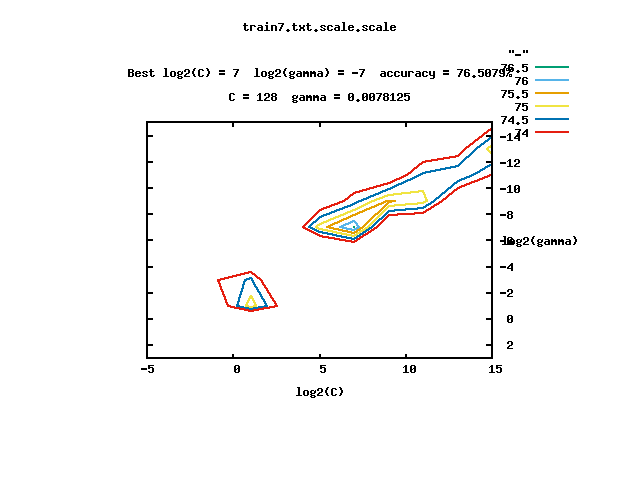 train7.txt.scale.scale
"-"
Best log2(C) = 7 log2(gamma) = -7 accuracy = 76.5079%
76.5
76
75.5
75
74.5
74
C = 128 gamma = 0.0078125
-14
-12
-10
-8
-6
-4
-2
0
2
log2(gamma)
-5 0 5 10 15
log2(C)